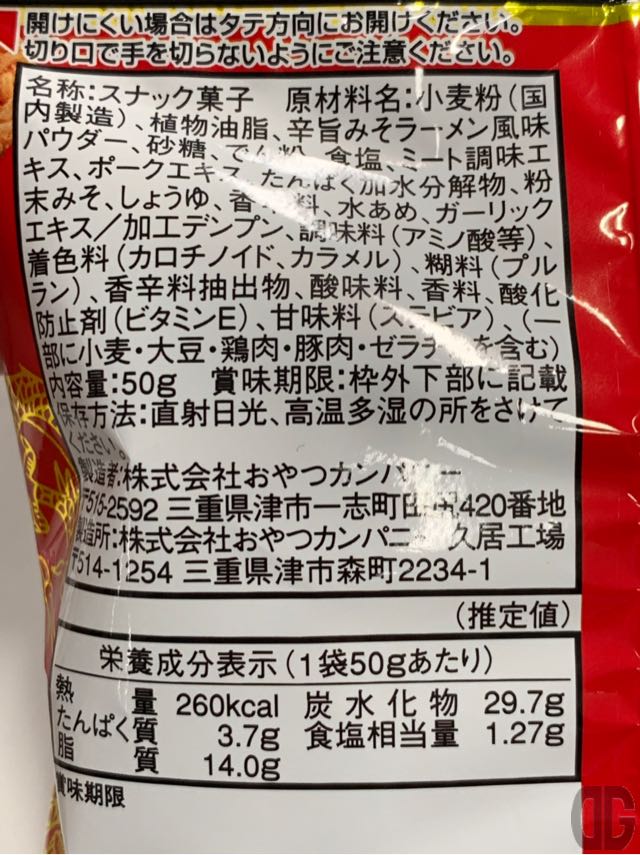 開けにくい場合はタテ方向にお開けください。
切り口で手を切らないようにご注意ください。
名称:スナック菓子 原材料名:小麦粉(国
内製造)、植物油脂、辛旨みそラーメン風味
パウダー、砂糖、でん粉、食塩、ミート調味エ
キス、ポークエキス、たんぱく加水分解物、粉
末みそ、しょうゆ、香辛料、水あめ、ガーリック
エキス/加工デンプン、調味料(アミノ酸等)、
着色料(カロチノイド、カラメル)、糊料(プル
ラン)、香辛料抽出物、酸味料、香料、酸化
防止剤(ビタミンE)、甘味料(ステビア)、(一
部に小麦・大豆・鶏肉・豚肉・ゼラチンを含む)
内容量:50g 賞味期限:枠外下部に記載
保存方法:直射日光、高温多湿の所をさけて
ください。
製造者:株式会社おやつカンパニー
〒515-2592 三重県津市一志町田尻420番地
製造所:株式会社おやつカンパニー 久居工場
〒514-1254 三重県津市森町2234-1
(推定値)
栄養成分表示(1袋50gあたり)
熱量 260kcal 炭水化物 29.7g
たんぱく質 3.7g 食塩相当量 1.27g
脂質 14.0g
賞味期限